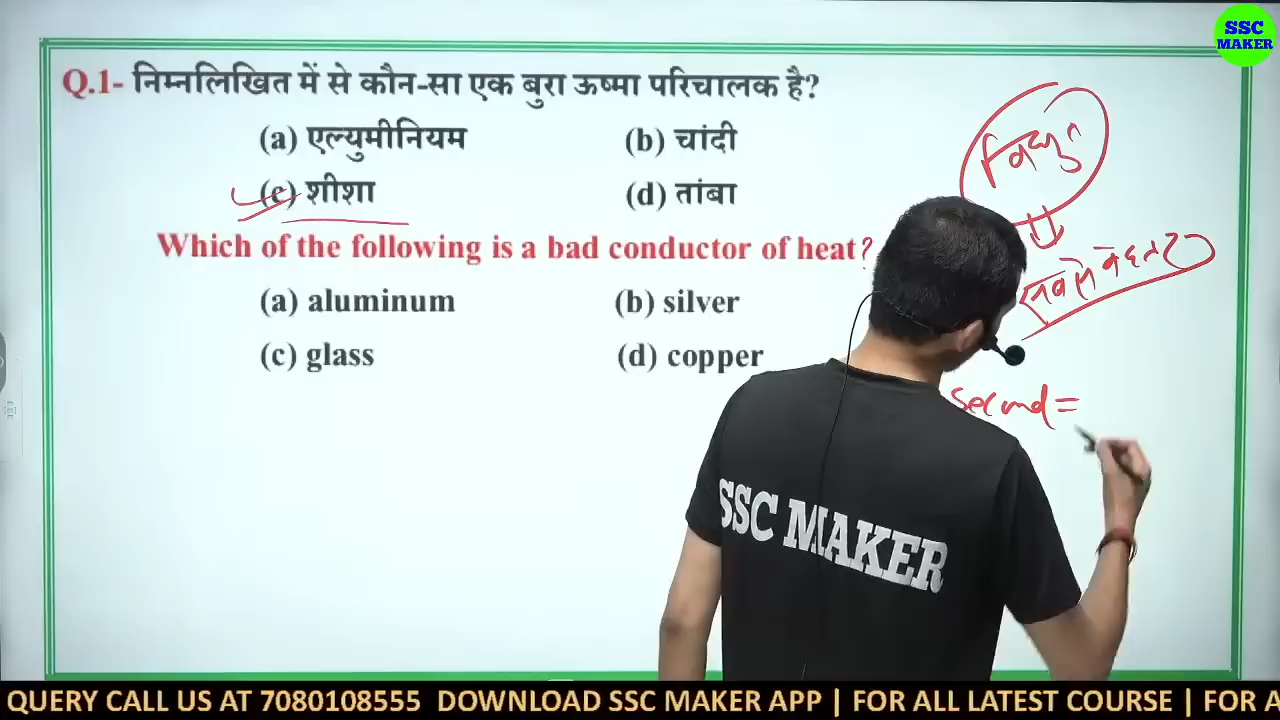 SSC
MAKER
Q.1- निम्नलिखित में से कौन-सा एक बुरा ऊष्मा परिचालक है?
(a) एल्युमीनियम (b) चांदी
(c) शीशा (d) तांबा
Which of the following is a bad conductor of heat?
(a) aluminum (b) silver
(c) glass (d) copper
विद्युत
सबसे बेहतर
second =
SSC MAKER
QUERY CALL US AT 7080108555 DOWNLOAD SSC MAKER APP | FOR ALL LATEST COURSE | FOR A